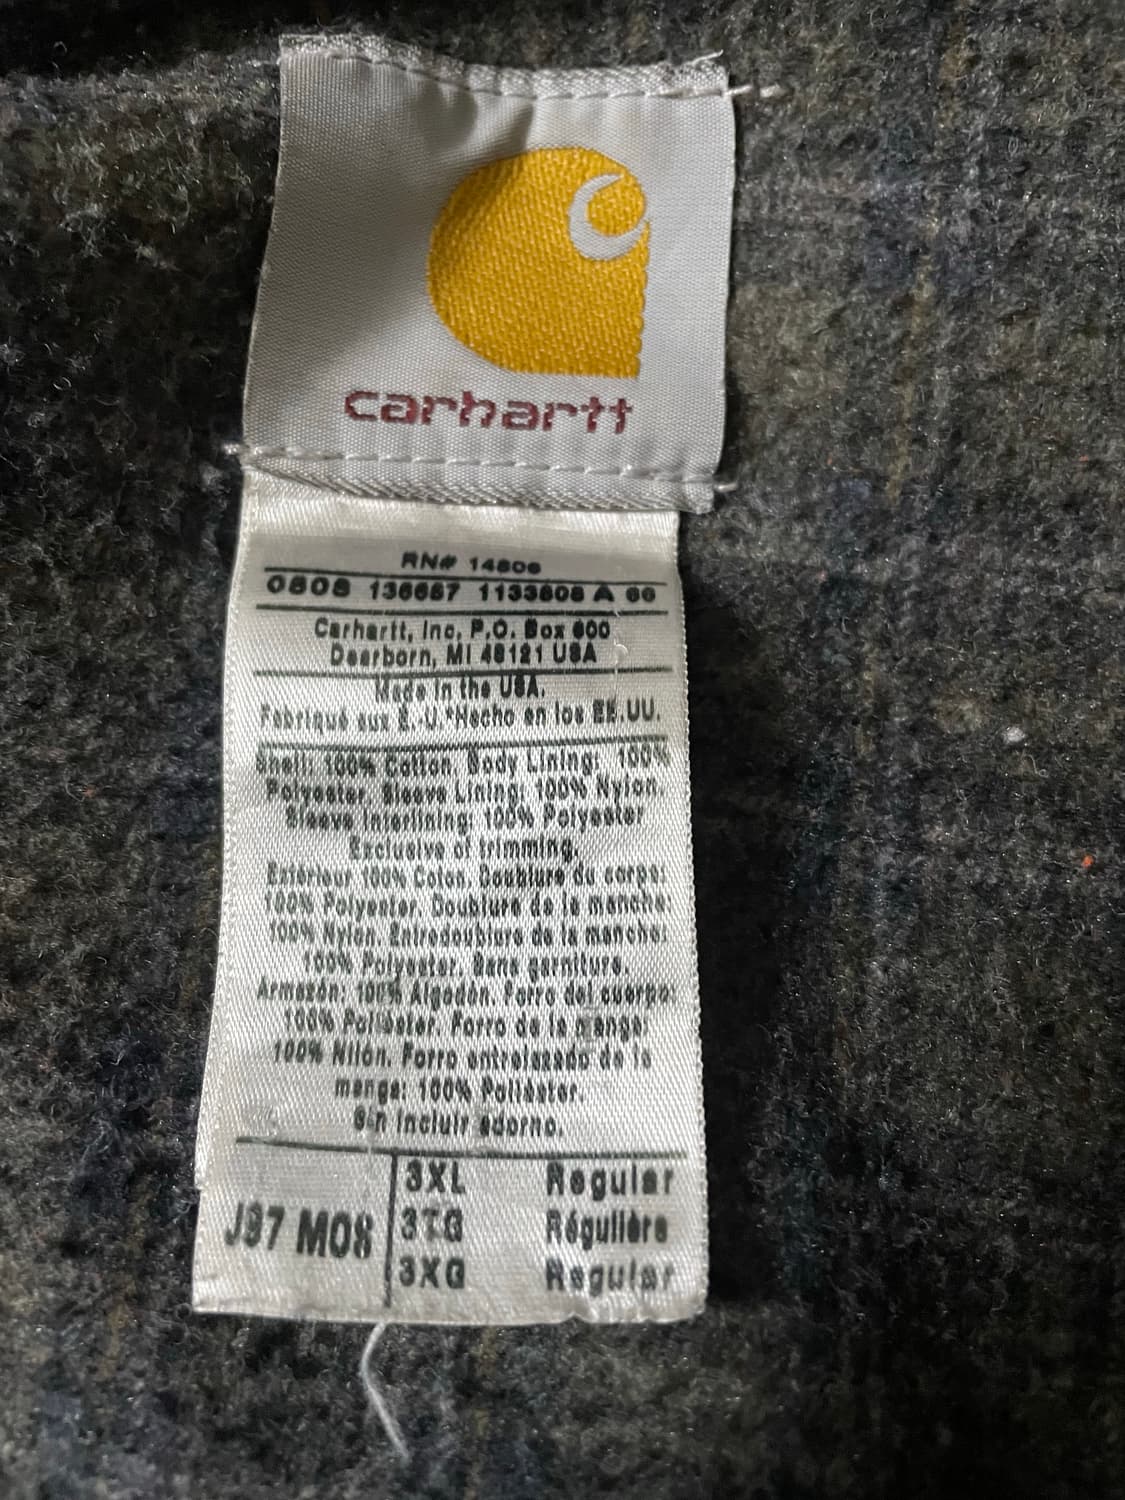 carhartt
RN# 14806
0608 136687 1133808 A 60
Carhartt, Inc. P.O. Box 600
Dearborn, MI 48121 USA
Made in the USA.
Fabriqué aux É.-U.*Hecho en los EE.UU.
Shell: 100% Cotton. Body Lining: 100%
Polyester. Sleeve Lining: 100% Nylon.
Sleeve Interlining: 100% Polyester
Exclusive of trimming.
Extérieur 100% Coton. Doublure du corps:
100% Polyester. Doublure de la manche:
100% Nylon. Entredoublure de la manche:
100% Polyester. Sans garniture.
Armazón: 100% Algodón. Forro del cuerpo:
100% Poliéster. Forro de la manga:
100% Nilón. Forro entrelazado de la
manga: 100% Poliéster.
Sin incluir adorno.
J97 MOS
3XL Regular
3TG Régulière
3XG Regular